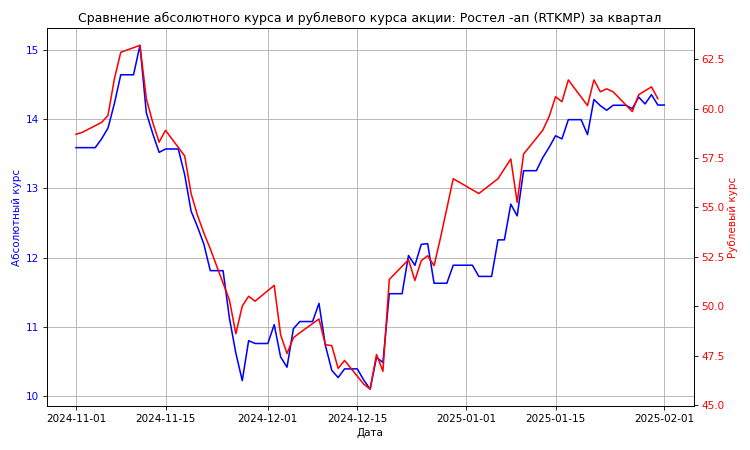 Сравнение абсолютного курса и рублевого курса акции: Ростел -ап (RTKMP) за квартал
15
14
13
12
11
10
Абсолютный курс
62.5
60.0
57.5
55.0
52.5
50.0
47.5
45.0
Рублевый курс
2024-11-01 2024-11-15 2024-12-01 2024-12-15 2025-01-01 2025-01-15 2025-02-01
Дата